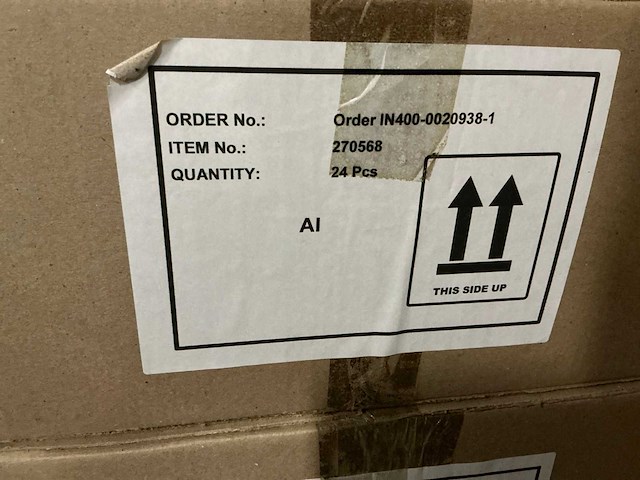 ORDER No.: Order IN400-0020938-1
ITEM No.: 270568
QUANTITY: 24 Pcs
AI
THIS SIDE UP